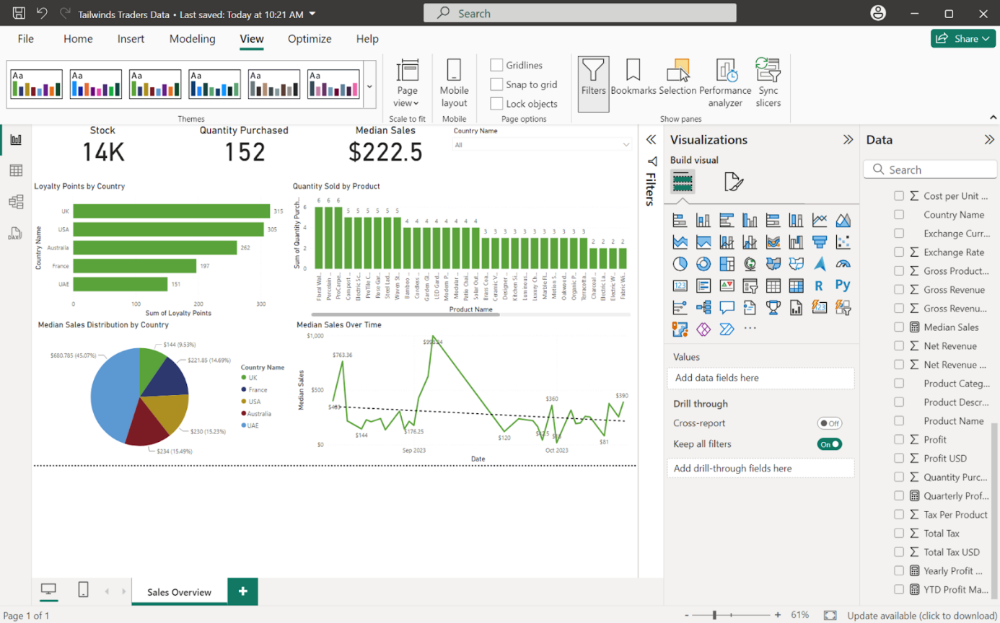 Tailwinds Traders Data • Last saved: Today at 10:21 AM
Search
File Home Insert Modeling View Optimize Help
Share
Aa Aa Aa Aa Aa Aa
Page view
Mobile layout
Gridlines
Snap to grid
Lock objects
Filters
Bookmarks
Selection
Performance analyzer
Sync slicers
Themes
Scale to fit
Mobile
Page options
Show panes
Stock
14K
Quantity Purchased
152
Median Sales
$222.5
Country Name
All
Loyalty Points by Country
Country Name
UK 315
USA 305
Australia 262
France 197
UAE 151
0 100 200 300
Sum of Loyalty Points
Quantity Sold by Product
Sum of Quantity Purch...
6
4
2
0
6 6 6 5 5 5 5 5 5 4 4 4 4 4 4 4 4 3 3 3 3 3 3 3 3 3 3 3 2 2 2 2
Floral Wal...
Porcelain ...
ProCarpe...
Compost ...
Electric Sc...
ProTile C...
Rose Gar...
Steel Lad...
Woven St...
Bamboo ...
Cordless ...
Garden Gl...
LED Gard...
Modern P...
Modular ...
Patio Chai...
Solar Out...
Brass Coa...
Ceramic V...
Designer ...
Kitchen Si...
Luminou...
Luxury Ch...
Marble Fl...
Motion S...
Oakwood...
Organic P...
Terracotta...
Charcoal ...
Electric La...
Electric W...
Fabric Wi...
Product Name
Median Sales Distribution by Country
$144 (9.53%)
$221.85 (14.69%)
$230 (15.23%)
$234 (15.49%)
$680.785 (45.07%)
Country Name
UK
France
USA
Australia
UAE
Median Sales Over Time
Median Sales
$1,000
$500
$0
$763.36
$144
$176.25
$120
$360
$81
$390
Sep 2023
Oct 2023
Date
Filters
Visualizations
Build visual
123
R
Py
123
Values
Add data fields here
Drill through
Cross-report
Off
Keep all filters
On
Add drill-through fields here
Data
Search
Cost per Unit ...
Country Name
Exchange Curr...
Exchange Rate
Gross Product...
Gross Revenue
Gross Revenu...
Median Sales
Net Revenue
Net Revenue ...
Product Categ...
Product Descr...
Product Name
Profit
Profit USD
Quantity Purc...
Quarterly Prof...
Tax Per Product
Total Tax
Total Tax USD
Yearly Profit ...
YTD Profit Ma...
DAX
Sales Overview
Page 1 of 1
61%
Update available (click to download)